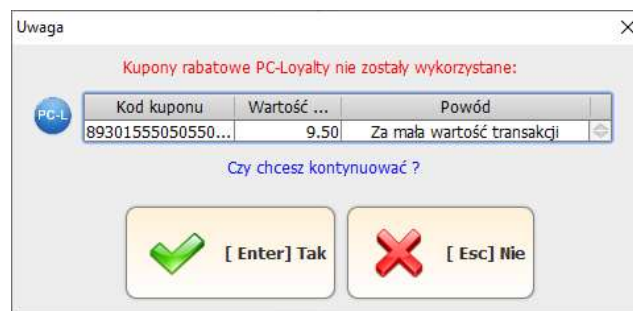 Uwaga
Kupony rabatowe PC-Loyalty nie zostały wykorzystane:
PC-L
Kod kuponu Wartość ... Powód
89301555050550... 9.50 Za mała wartość transakcji
Czy chcesz kontynuować ?
[ Enter] Tak [ Esc] Nie